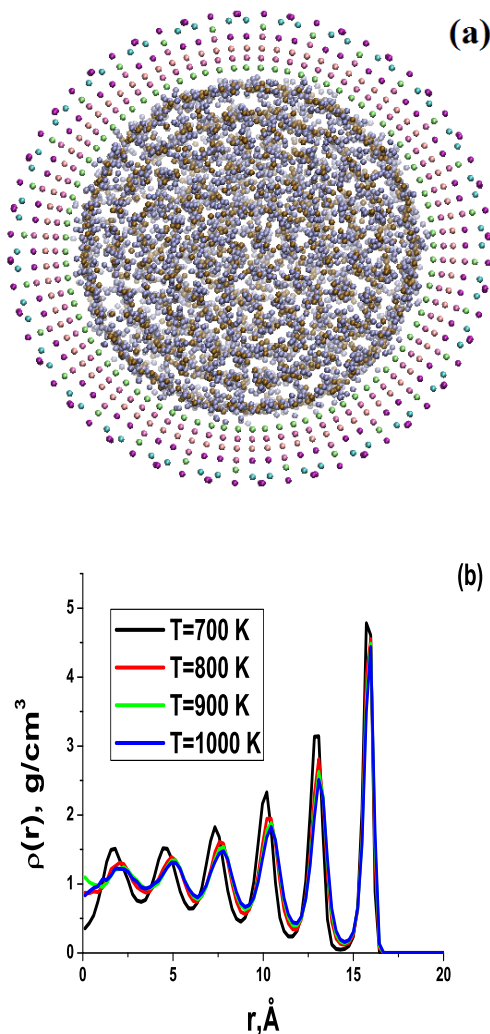 (a)
(b)
5
4
3
2
1
0
ρ(r), g/cm³
T=700 K
T=800 K
T=900 K
T=1000 K
0 5 10 15 20
r,Å